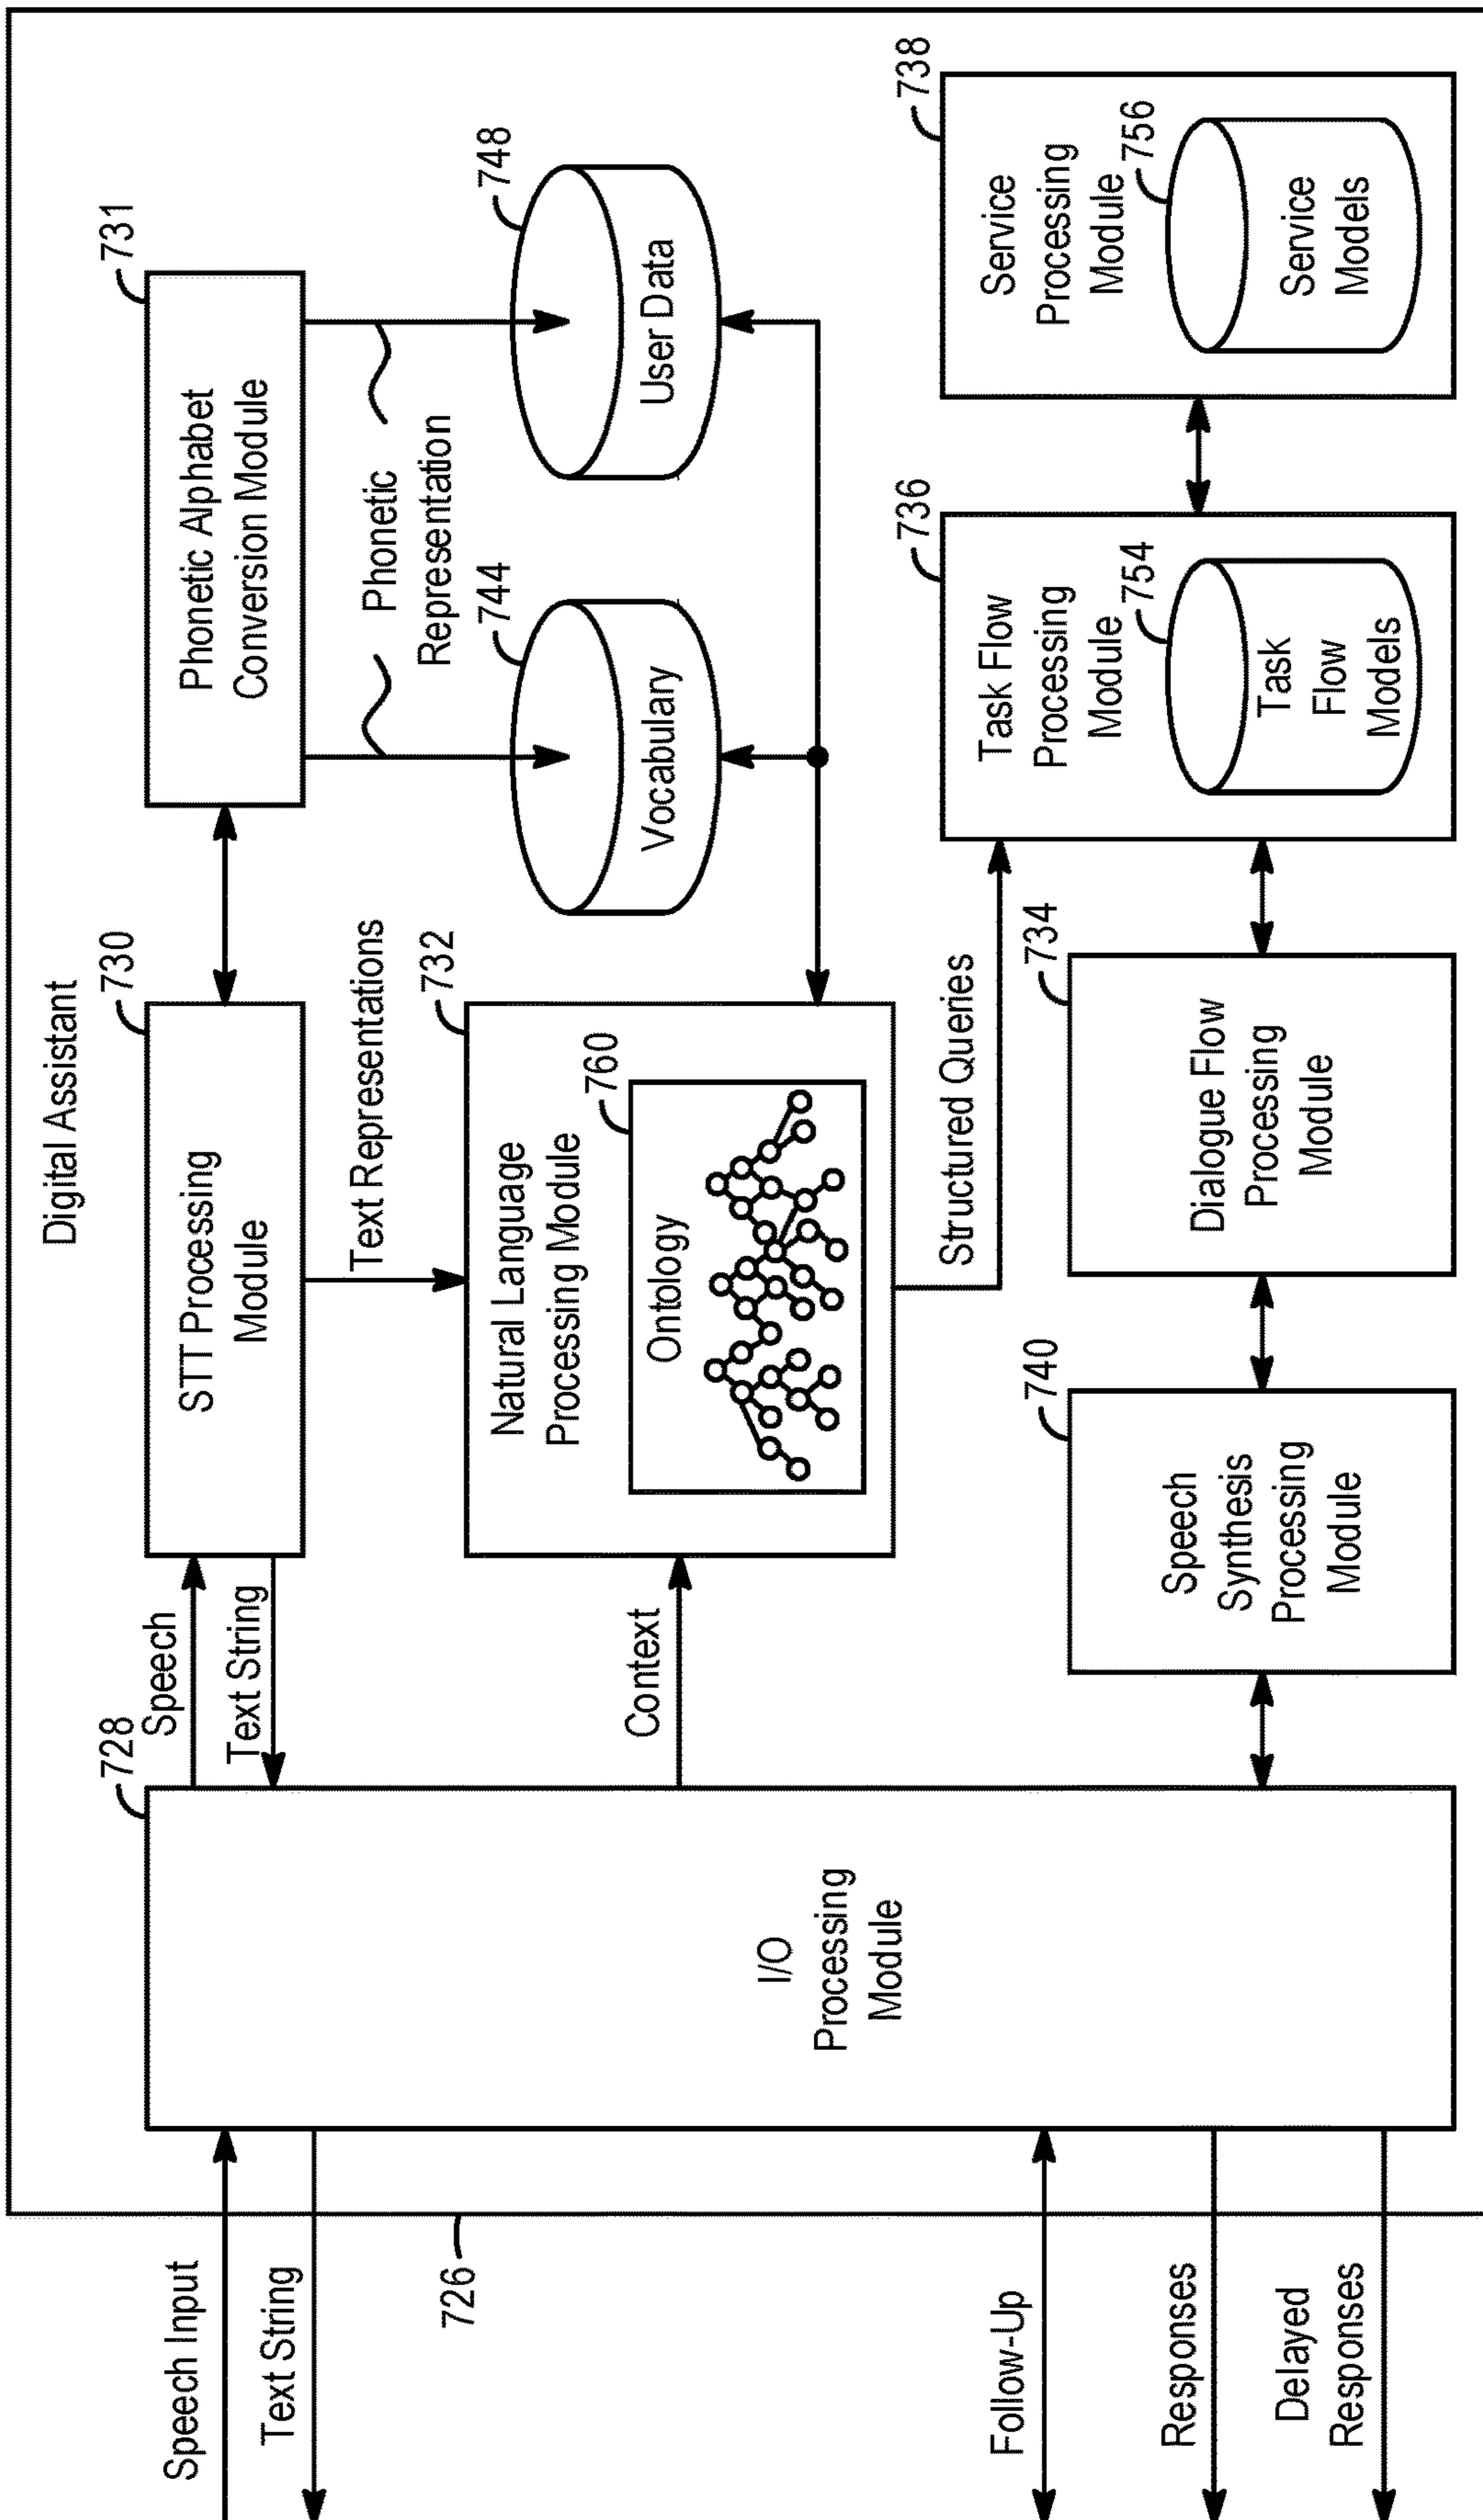 Digital Assistant
726
Speech Input
Text String
Follow-Up
Responses
Delayed
Responses
728
I/O
Processing
Module
Speech
Text String
Context
730
STT Processing
Module
Text Representations
731
Phonetic Alphabet
Conversion Module
Phonetic
Representation
732
Natural Language
Processing Module
760
Ontology
744
Vocabulary
748
User Data
Structured Queries
740
Speech
Synthesis
Processing
Module
734
Dialogue Flow
Processing
Module
736
Task Flow
Processing
Module
754
Task
Flow
Models
738
Service
Processing
Module
756
Service
Models